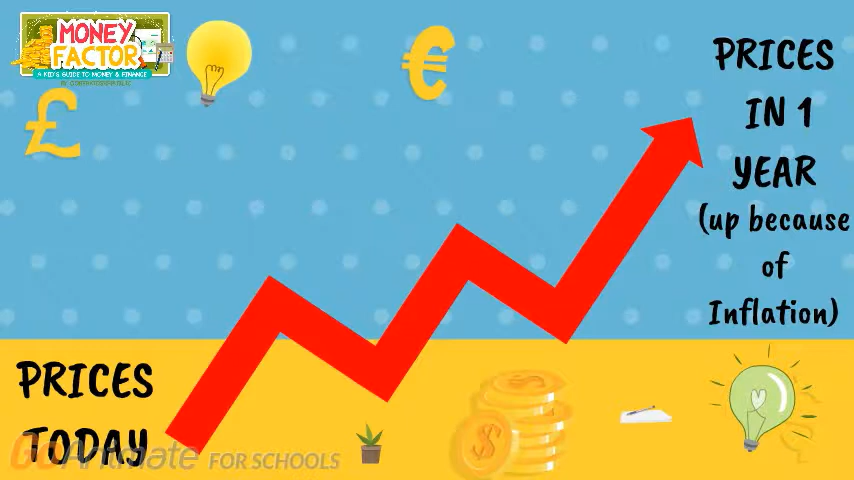 MONEY
FACTOR
A KID'S GUIDE TO MONEY & FINANCE
PRICES
IN 1
YEAR
(up because
of
Inflation)
PRICES
TODAY
GoAnimate FOR SCHOOLS